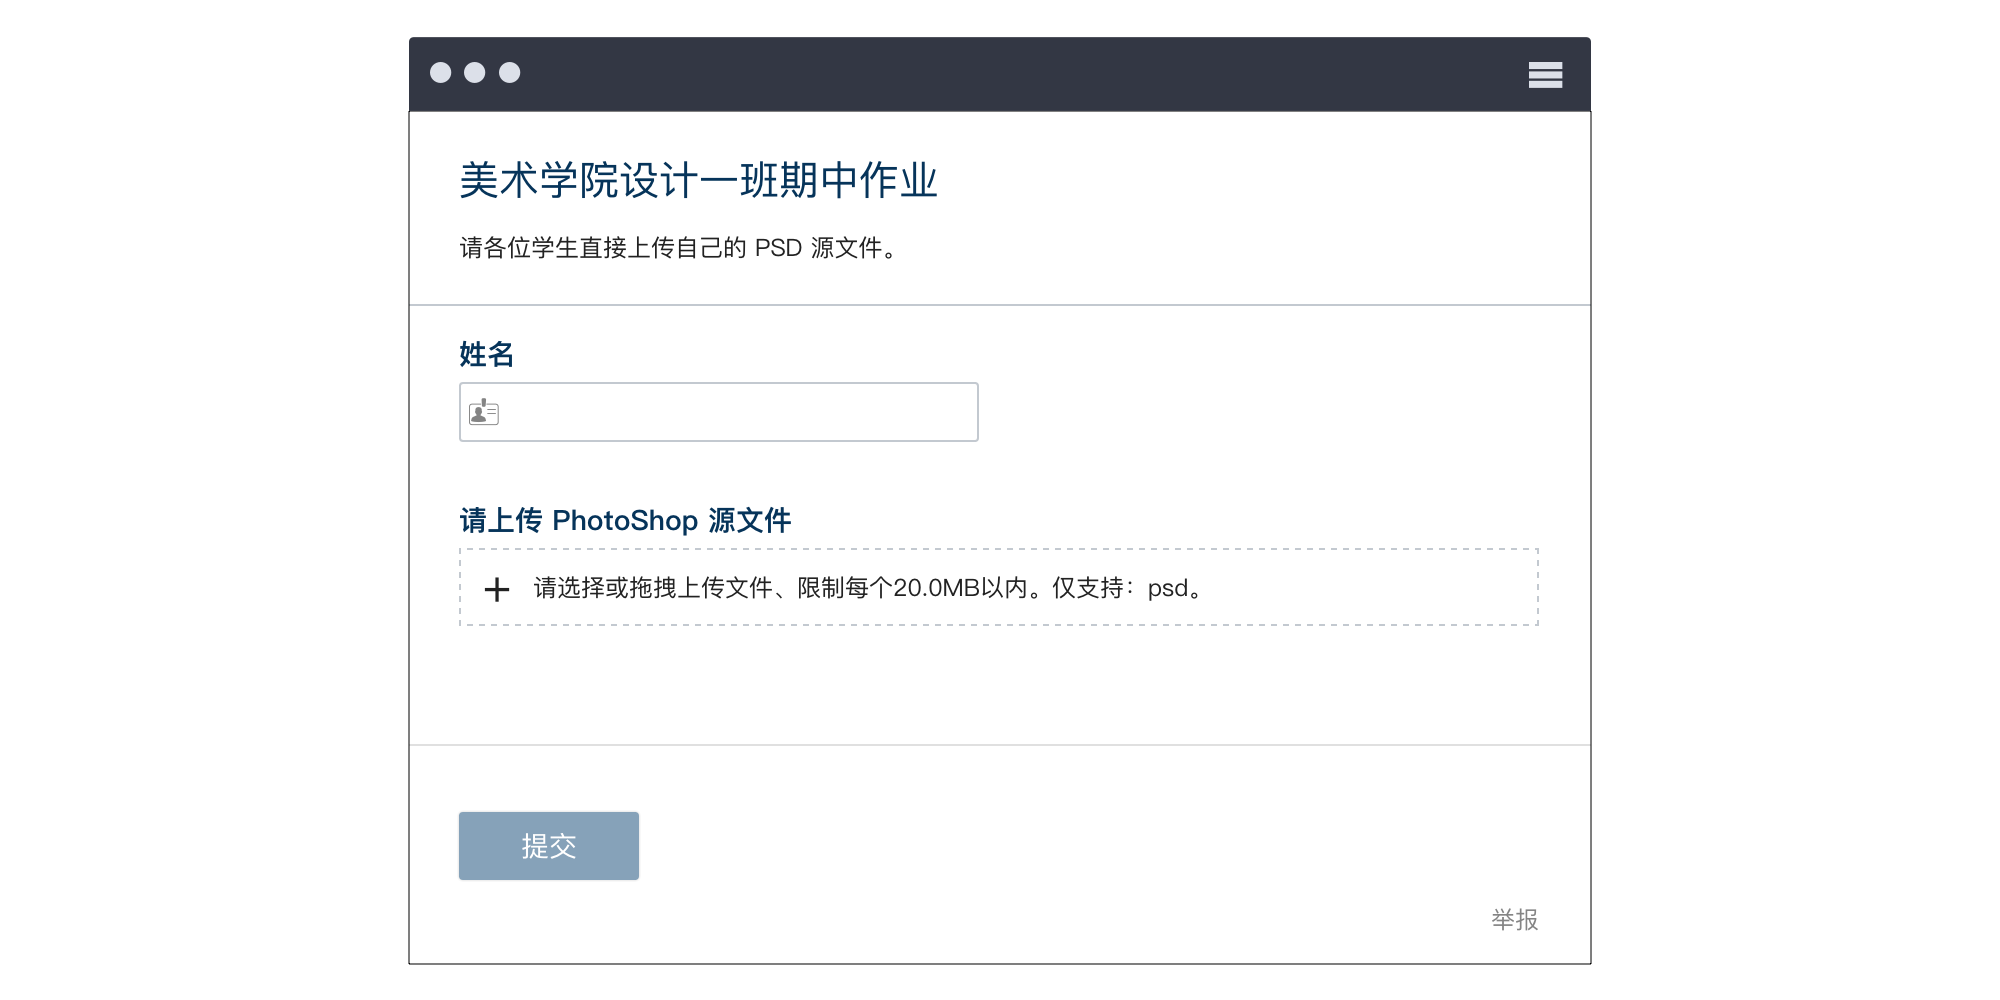 美术学院设计一班期中作业
请各位学生直接上传自己的 PSD 源文件。
姓名
请上传 PhotoShop 源文件
请选择或拖拽上传文件、限制每个20.0MB以内。仅支持：psd。
提交
举报